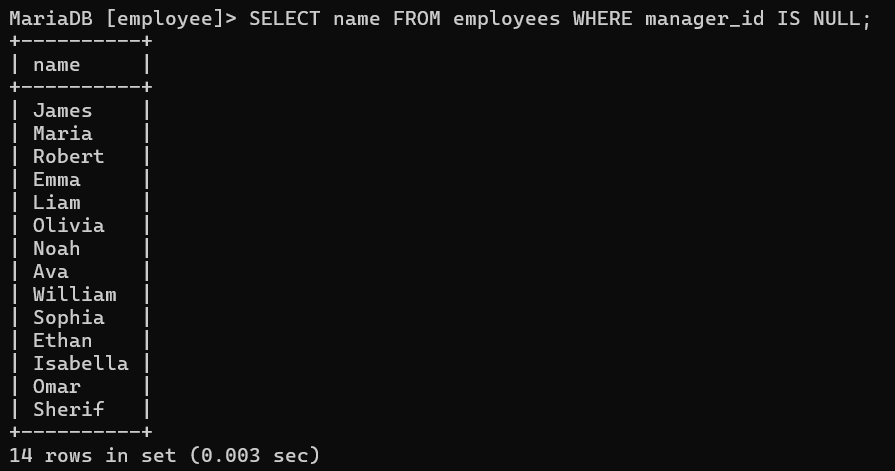 MariaDB [employee]> SELECT name FROM employees WHERE manager_id IS NULL;
+----------+
| name     |
+----------+
| James    |
| Maria    |
| Robert   |
| Emma     |
| Liam     |
| Olivia   |
| Noah     |
| Ava      |
| William  |
| Sophia   |
| Ethan    |
| Isabella |
| Omar     |
| Sherif   |
+----------+
14 rows in set (0.003 sec)